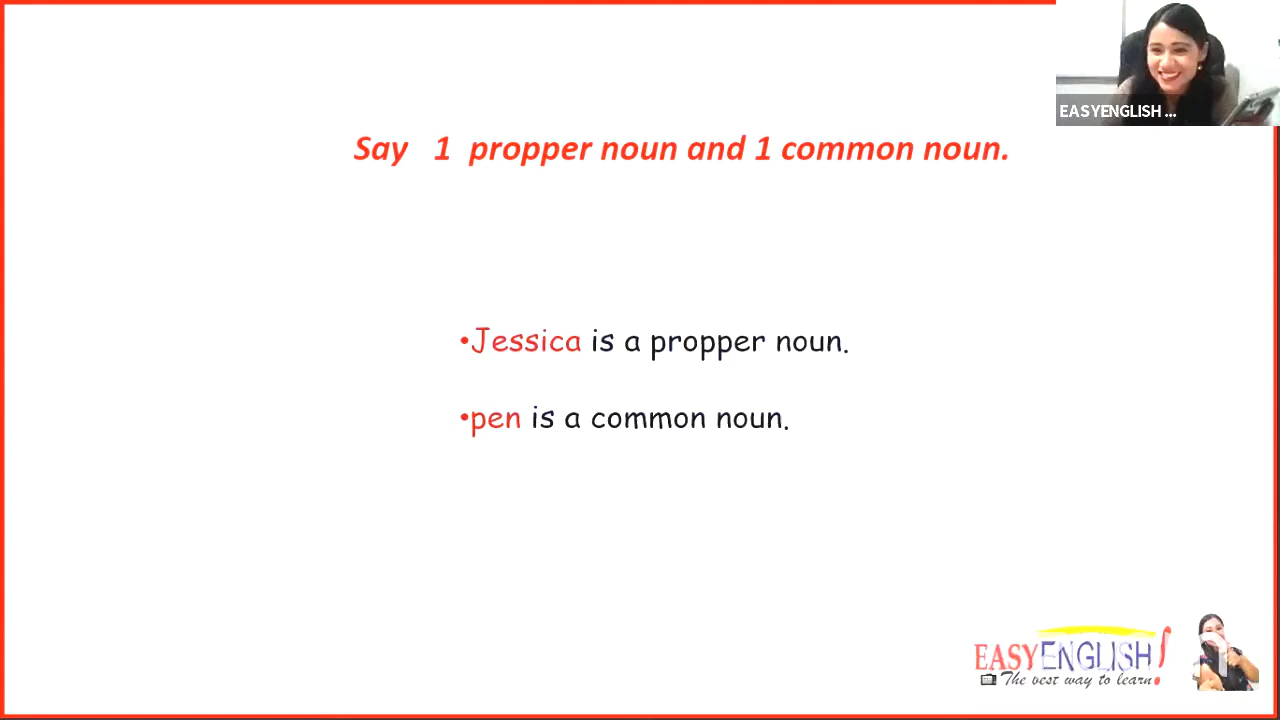 EASYENGLISH ...
Say 1 propper noun and 1 common noun.
•Jessica is a propper noun.
•pen is a common noun.
EASYENGLISH!
The best way to learn!